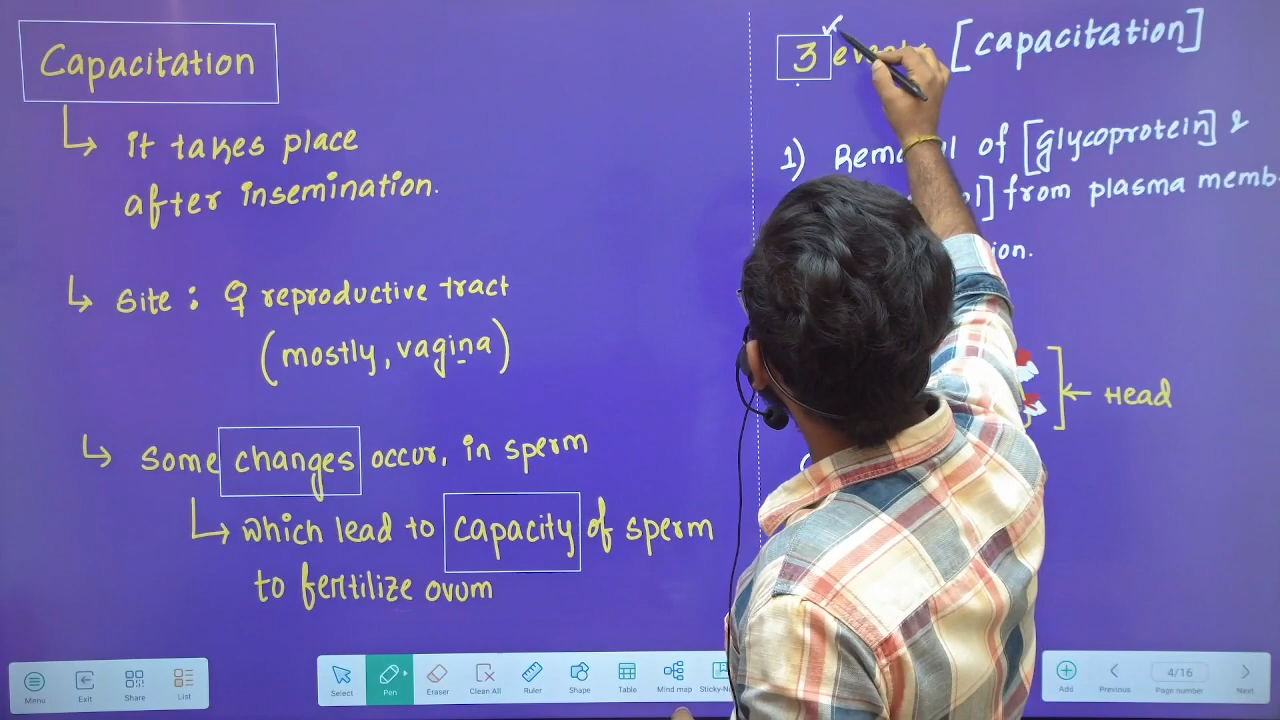 Capacitation
it takes place
after insemination.
Site : ♀ reproductive tract
(mostly, vagina)
Some changes occur, in sperm
which lead to capacity of sperm
to fertilize ovum
3 [capacitation]
1) of [glycoprotein] &
] from plasma memb
Head
Menu
Exit
Share
List
Select
Pen
Eraser
Clean All
Ruler
Shape
Table
Mind map
Add
Previous
4/16
Page number
Next